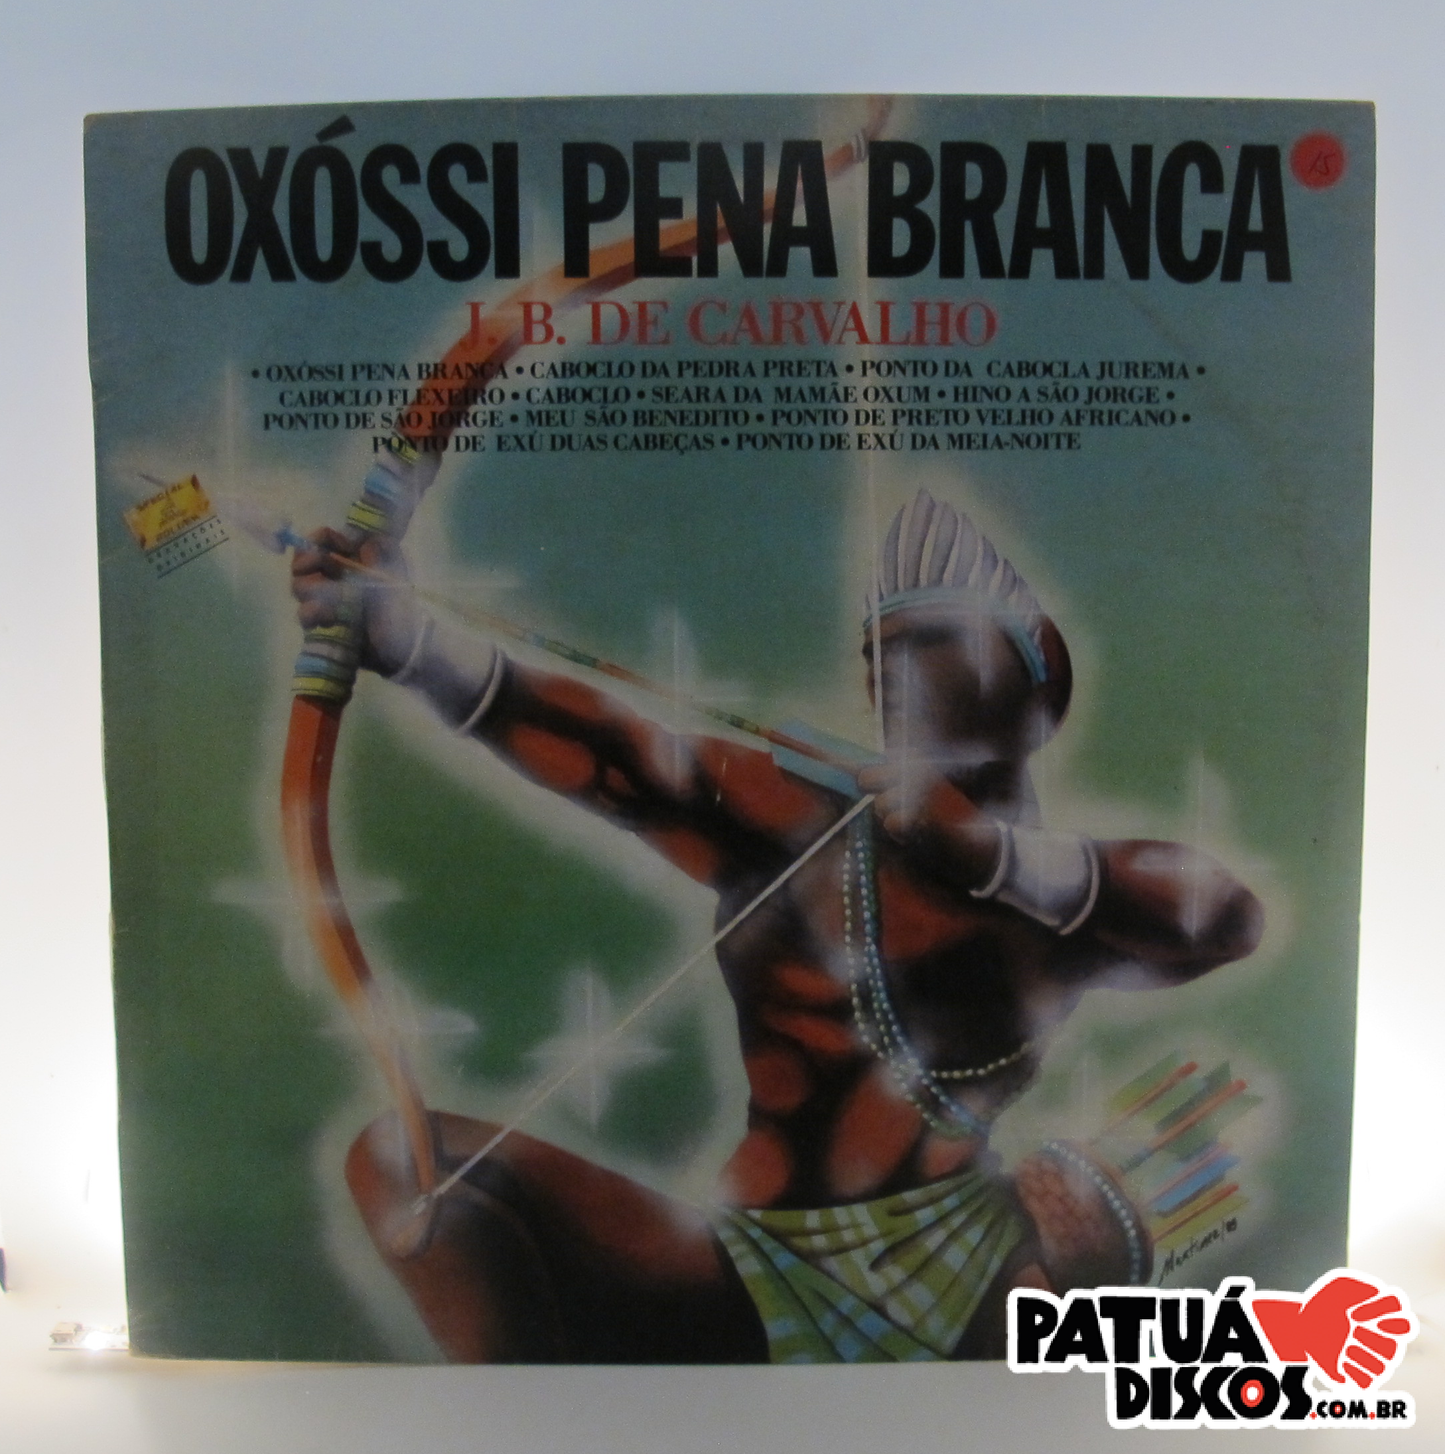 OXÓSSI PENA BRANCA
15
J. B. DE CARVALHO
• OXÓSSI PENA BRANCA • CABOCLO DA PEDRA PRETA • PONTO DA CABOCLA JUREMA •
CABOCLO FLEXEIRO • CABOCLO • SEARA DA MAMÃE OXUM • HINO A SÃO JORGE •
PONTO DE SÃO JORGE • MEU SÃO BENEDITO • PONTO DE PRETO VELHO AFRICANO •
PONTO DE EXÚ DUAS CABEÇAS • PONTO DE EXÚ DA MEIA-NOITE
GRAVAÇÕES
ORIGINAIS
PATUÁ
DISCOS.COM.BR